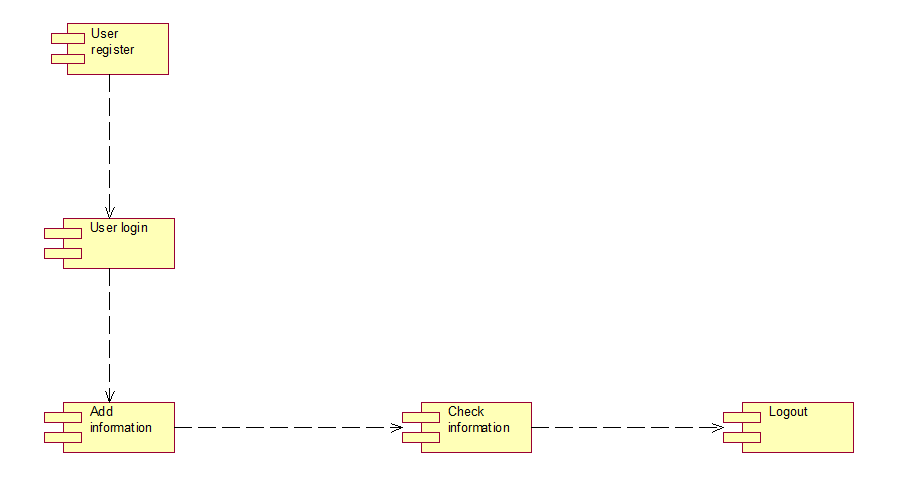 User
register
User login
Add
information
Check
information
Logout